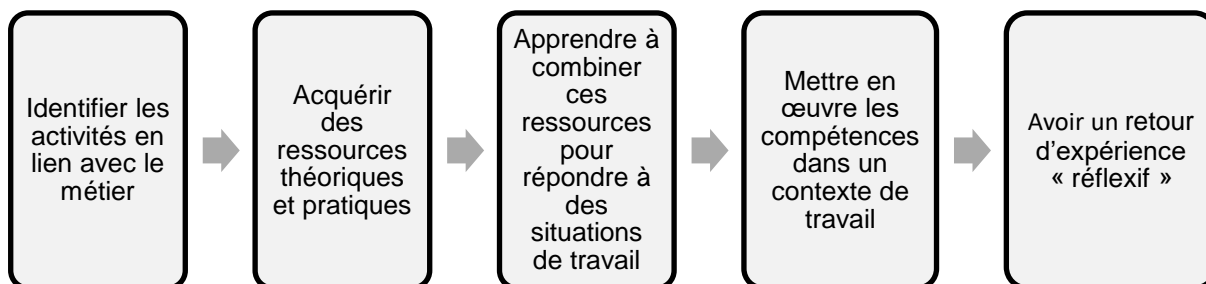 Identifier les
activités en
lien avec le
métier
Acquérir
des
ressources
théoriques
et pratiques
Apprendre à
combiner
ces
ressources
pour
répondre à
des
situations
de travail
Mettre en
œuvre les
compétences
dans un
contexte de
travail
Avoir un retour
d'expérience
« réflexif »